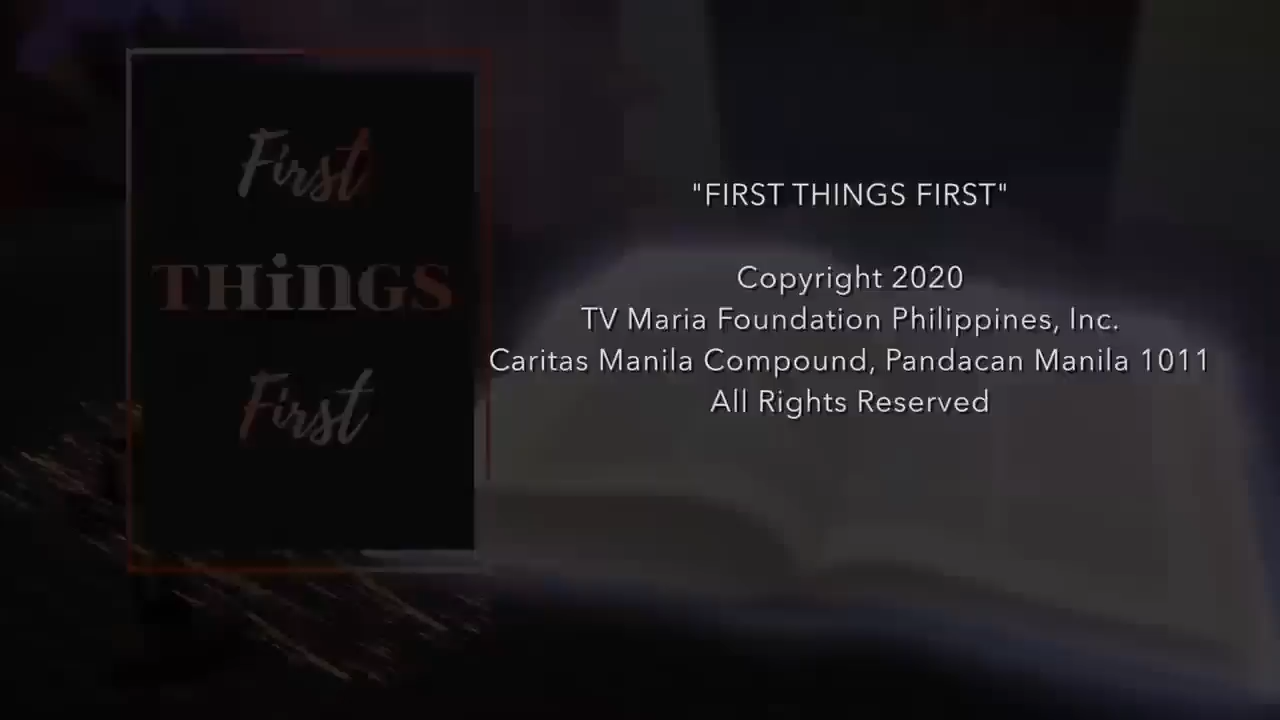 First
THiNGS
First
"FIRST THINGS FIRST"
Copyright 2020
TV Maria Foundation Philippines, Inc.
Caritas Manila Compound, Pandacan Manila 1011
All Rights Reserved